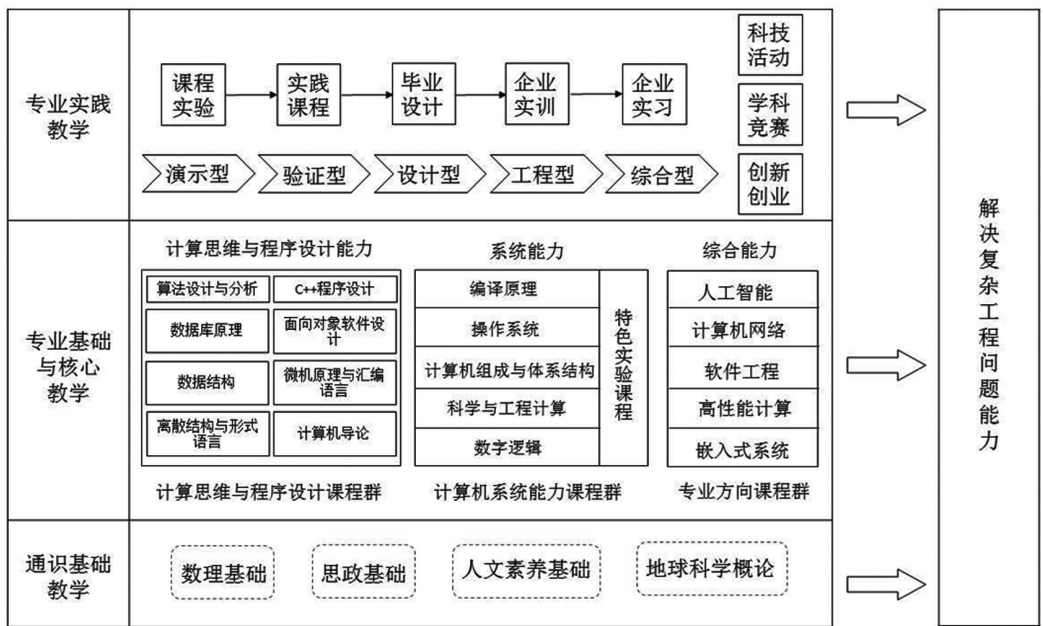 专业实践
教学
课程
实验
实践
课程
毕业
设计
企业
实训
企业
实习
演示型
验证型
设计型
工程型
综合型
科技
活动
学科
竞赛
创新
创业
专业基础
与核心
教学
计算思维与程序设计能力
算法设计与分析
C++程序设计
数据库原理
面向对象软件设
计
数据结构
微机原理与汇编
语言
离散结构与形式
语言
计算机导论
计算思维与程序设计课程群
系统能力
编译原理
操作系统
计算机组成与体系结构
科学与工程计算
数字逻辑
特色实验课程
计算机系统能力课程群
综合能力
人工智能
计算机网络
软件工程
高性能计算
嵌入式系统
专业方向课程群
通识基础
教学
数理基础
思政基础
人文素养基础
地球科学概论
解决复杂工程问题能力